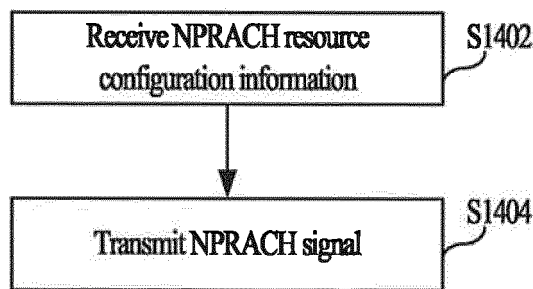 Receive NPRACH resource
configuration information
S1402
Transmit NPRACH signal
S1404